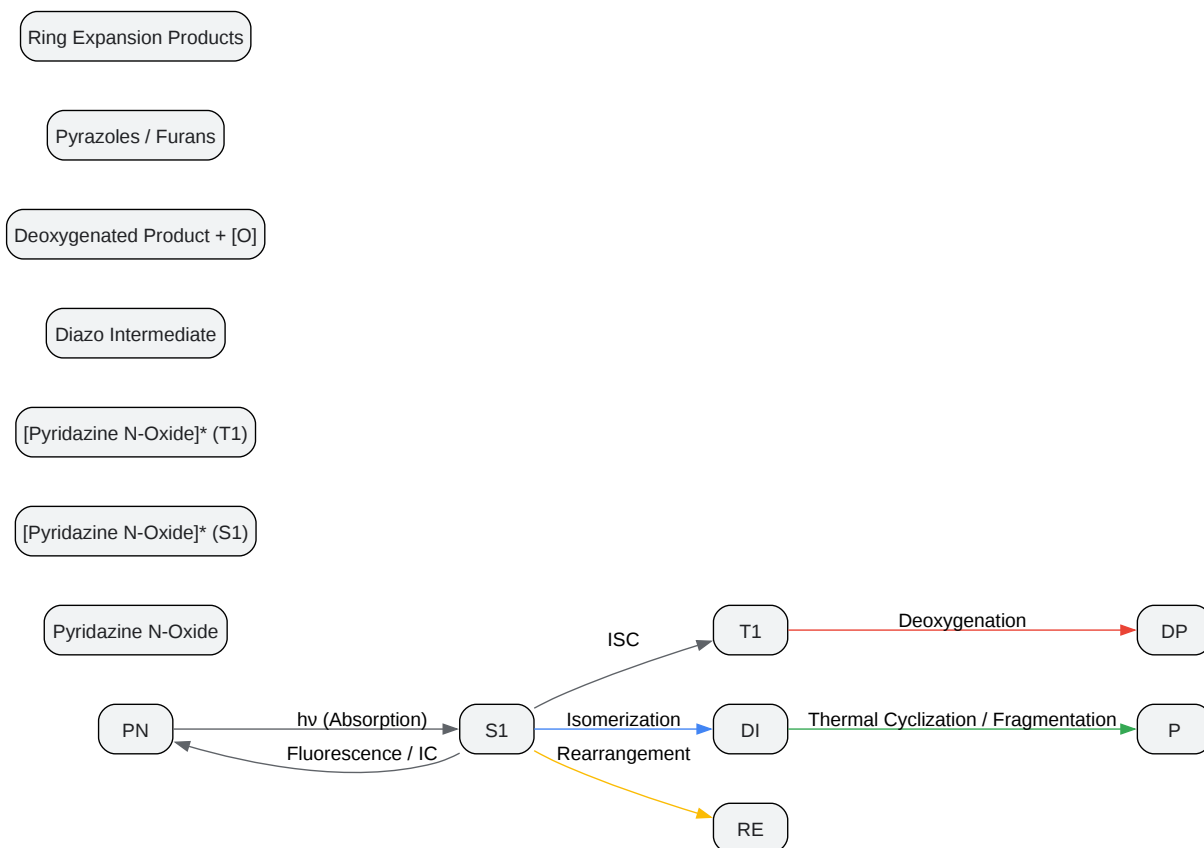 Ring Expansion Products
Pyrazoles / Furans
Deoxygenated Product + [O]
Diazo Intermediate
[Pyridazine N-Oxide]* (T1)
[Pyridazine N-Oxide]* (S1)
Pyridazine N-Oxide
ISC
T1
Deoxygenation
DP
PN
hν (Absorption)
Fluorescence / IC
S1
Isomerization
Rearrangement
DI
Thermal Cyclization / Fragmentation
P
RE